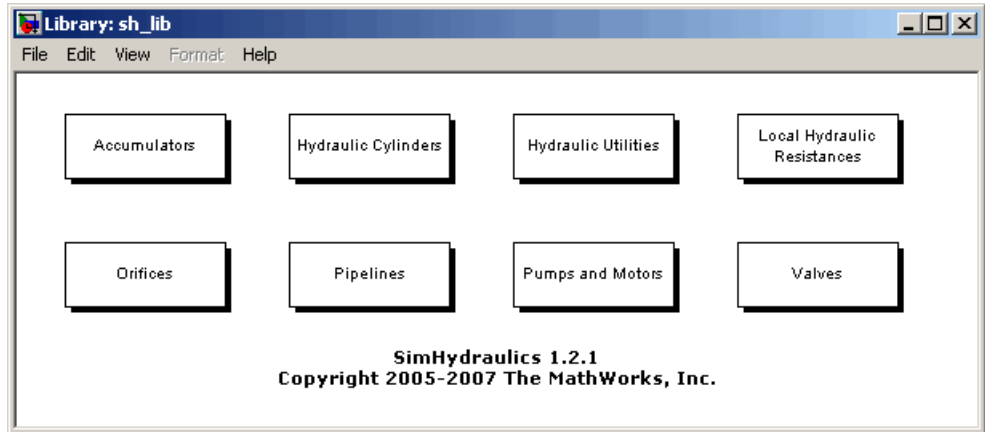 Library: sh_lib
File Edit View Format Help
Accumulators
Hydraulic Cylinders
Hydraulic Utilities
Local Hydraulic
Resistances
Orifices
Pipelines
Pumps and Motors
Valves
SimHydraulics 1.2.1
Copyright 2005-2007 The MathWorks, Inc.